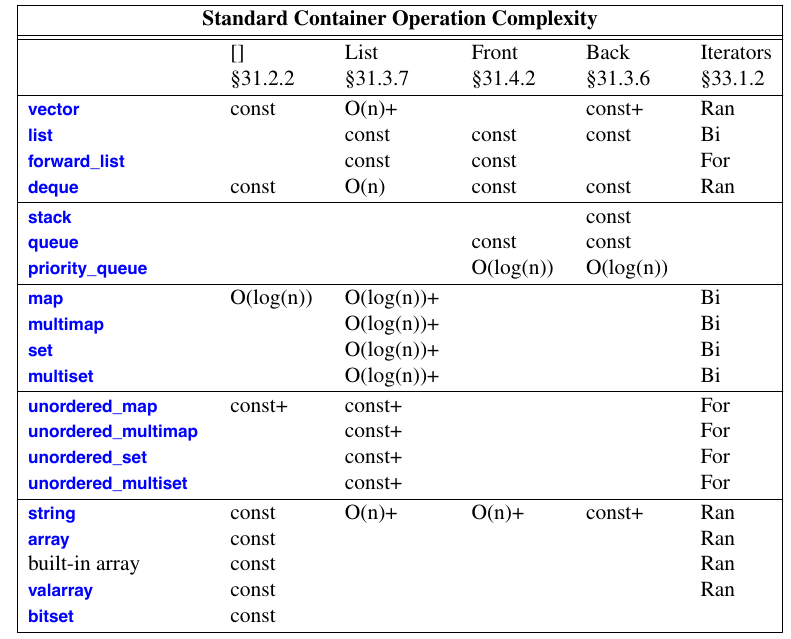 Standard Container Operation Complexity
[] List Front Back Iterators
§31.2.2 §31.3.7 §31.4.2 §31.3.6 §33.1.2
vector const O(n)+ const+ Ran
list const const const Bi
forward_list const const For
deque const O(n) const const Ran
stack const
queue const const
priority_queue O(log(n)) O(log(n))
map O(log(n)) O(log(n))+ Bi
multimap O(log(n))+ Bi
set O(log(n))+ Bi
multiset O(log(n))+ Bi
unordered_map const+ const+ For
unordered_multimap const+ For
unordered_set const+ For
unordered_multiset const+ For
string const O(n)+ O(n)+ const+ Ran
array const Ran
built-in array const Ran
valarray const Ran
bitset const